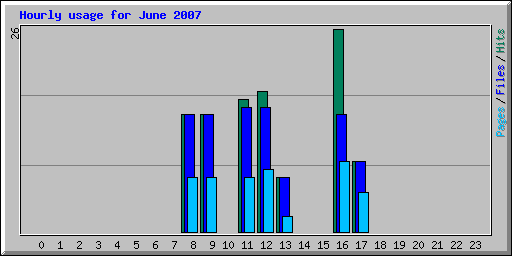 Hourly usage for June 2007
26
Pages / Files / Hits
0 1 2 3 4 5 6 7 8 9 10 11 12 13 14 15 16 17 18 19 20 21 22 23